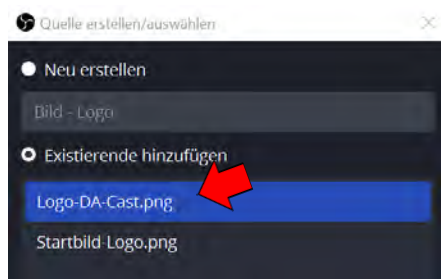 Quelle erstellen/auswählen
Neu erstellen
Bild - Logo
Existierende hinzufügen
Logo-DA-Cast.png
Startbild-Logo.png